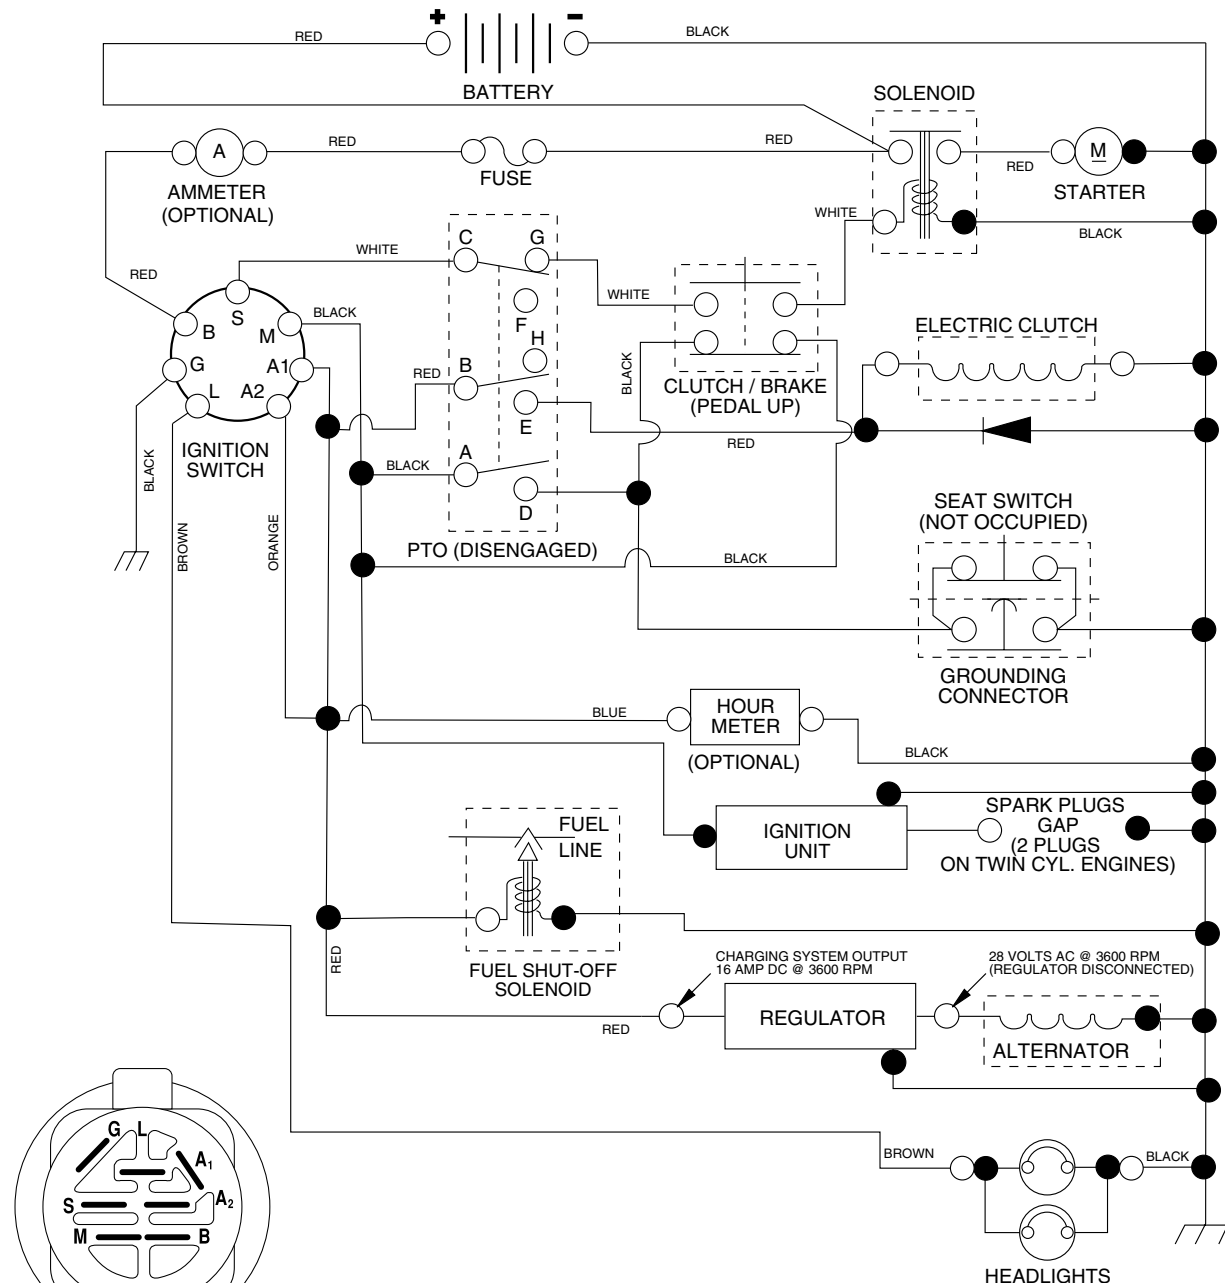 + −
RED
BLACK
BATTERY
SOLENOID
A
RED
FUSE
RED
RED
M
STARTER
AMMETER
(OPTIONAL)
WHITE
BLACK
C G
WHITE
RED
S
BLACK
WHITE
F
B
M
H
ELECTRIC CLUTCH
G
A1
RED
B
BLACK
CLUTCH / BRAKE
(PEDAL UP)
L A2
E
IGNITION
SWITCH
RED
BLACK
A
BLACK
D
SEAT SWITCH
(NOT OCCUPIED)
BROWN
ORANGE
PTO (DISENGAGED)
BLACK
GROUNDING
CONNECTOR
BLUE
HOUR
METER
(OPTIONAL)
BLACK
FUEL
LINE
IGNITION
UNIT
SPARK PLUGS
GAP
(2 PLUGS
ON TWIN CYL. ENGINES)
RED
FUEL SHUT-OFF
SOLENOID
CHARGING SYSTEM OUTPUT
16 AMP DC @ 3600 RPM
28 VOLTS AC @ 3600 RPM
(REGULATOR DISCONNECTED)
RED
REGULATOR
ALTERNATOR
G L
A1
S
A2
M B
BROWN
BLACK
HEADLIGHTS